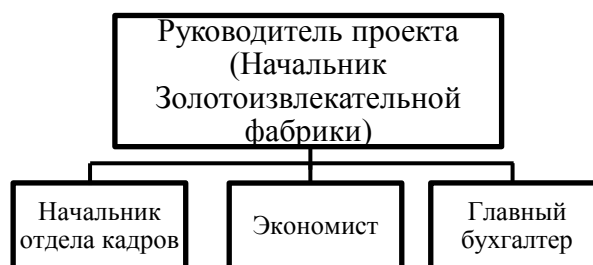 Руководитель проекта
(Начальник
Золотоизвлекательной
фабрики)
Начальник
отдела кадров
Экономист
Главный
бухгалтер